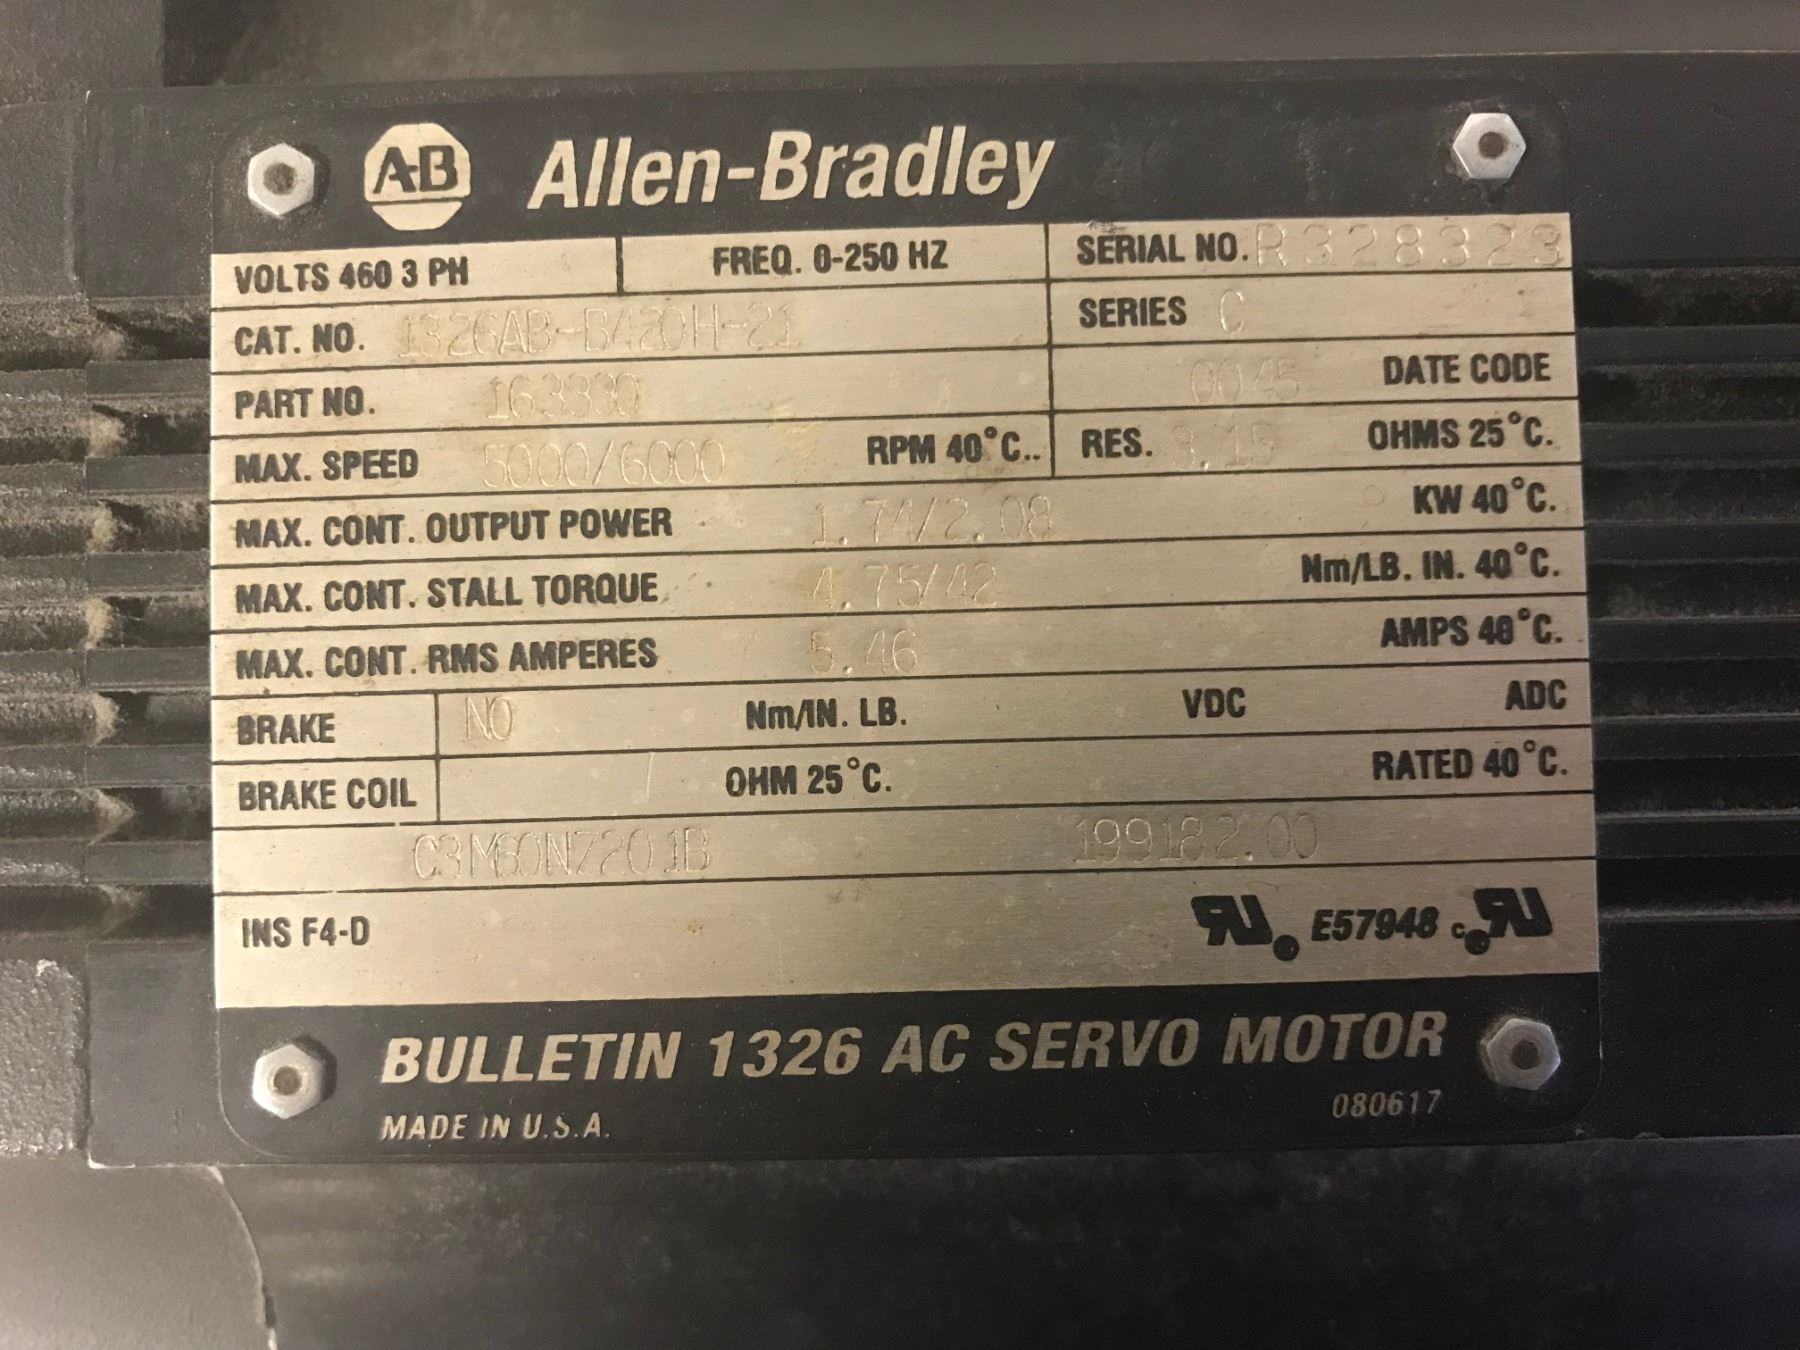 A-B Allen-Bradley
VOLTS 460 3 PH FREQ. 0-250 HZ SERIAL NO. R328323
CAT. NO. 1326AB-B420H-21 SERIES C
PART NO. 163330 0045 DATE CODE
MAX. SPEED 5000/6000 RPM 40°C.. RES. 3.15 OHMS 25°C.
MAX. CONT. OUTPUT POWER 1.74/2.08 KW 40°C.
MAX. CONT. STALL TORQUE 4.75/42 Nm/LB. IN. 40°C.
MAX. CONT. RMS AMPERES 5.46 AMPS 40°C.
BRAKE NO Nm/IN. LB. VDC ADC
BRAKE COIL / OHM 25°C. RATED 40°C.
C3M60NZ201B 199182.00
INS F4-D RU® E57948 cRU®
BULLETIN 1326 AC SERVO MOTOR
MADE IN U.S.A. 080617